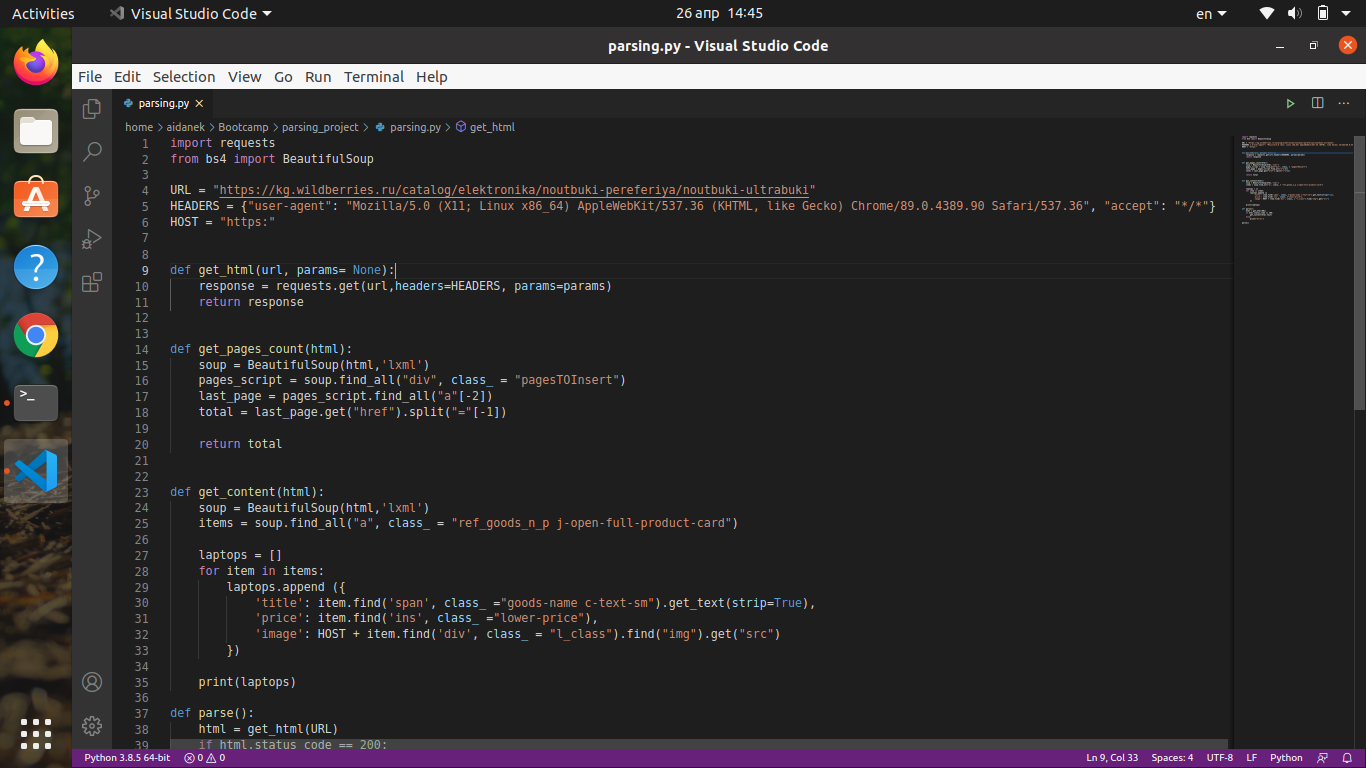 Activities Visual Studio Code 26 апр 14:45 en
parsing.py - Visual Studio Code
File Edit Selection View Go Run Terminal Help
parsing.py
home > aidanek > Bootcamp > parsing_project > parsing.py > get_html
1 import requests
2 from bs4 import BeautifulSoup
3
4 URL = "https://kg.wildberries.ru/catalog/elektronika/noutbuki-pereferiya/noutbuki-ultrabuki"
5 HEADERS = {"user-agent": "Mozilla/5.0 (X11; Linux x86_64) AppleWebKit/537.36 (KHTML, like Gecko) Chrome/89.0.4389.90 Safari/537.36", "accept": "*/*"}
6 HOST = "https:"
7
8
9 def get_html(url, params= None):
10 response = requests.get(url,headers=HEADERS, params=params)
11 return response
12
13
14 def get_pages_count(html):
15 soup = BeautifulSoup(html,'lxml')
16 pages_script = soup.find_all("div", class_ = "pagesTOInsert")
17 last_page = pages_script.find_all("a"[-2])
18 total = last_page.get("href").split("="[-1])
19
20 return total
21
22
23 def get_content(html):
24 soup = BeautifulSoup(html,'lxml')
25 items = soup.find_all("a", class_ = "ref_goods_n_p j-open-full-product-card")
26
27 laptops = []
28 for item in items:
29 laptops.append ({
30 'title': item.find('span', class_ ="goods-name c-text-sm").get_text(strip=True),
31 'price': item.find('ins', class_ ="lower-price"),
32 'image': HOST + item.find('div', class_ = "l_class").find("img").get("src")
33 })
34
35 print(laptops)
36
37 def parse():
38 html = get_html(URL)
39 if html.status_code == 200:
Python 3.8.5 64-bit 0 0 Ln 9, Col 33 Spaces: 4 UTF-8 LF Python